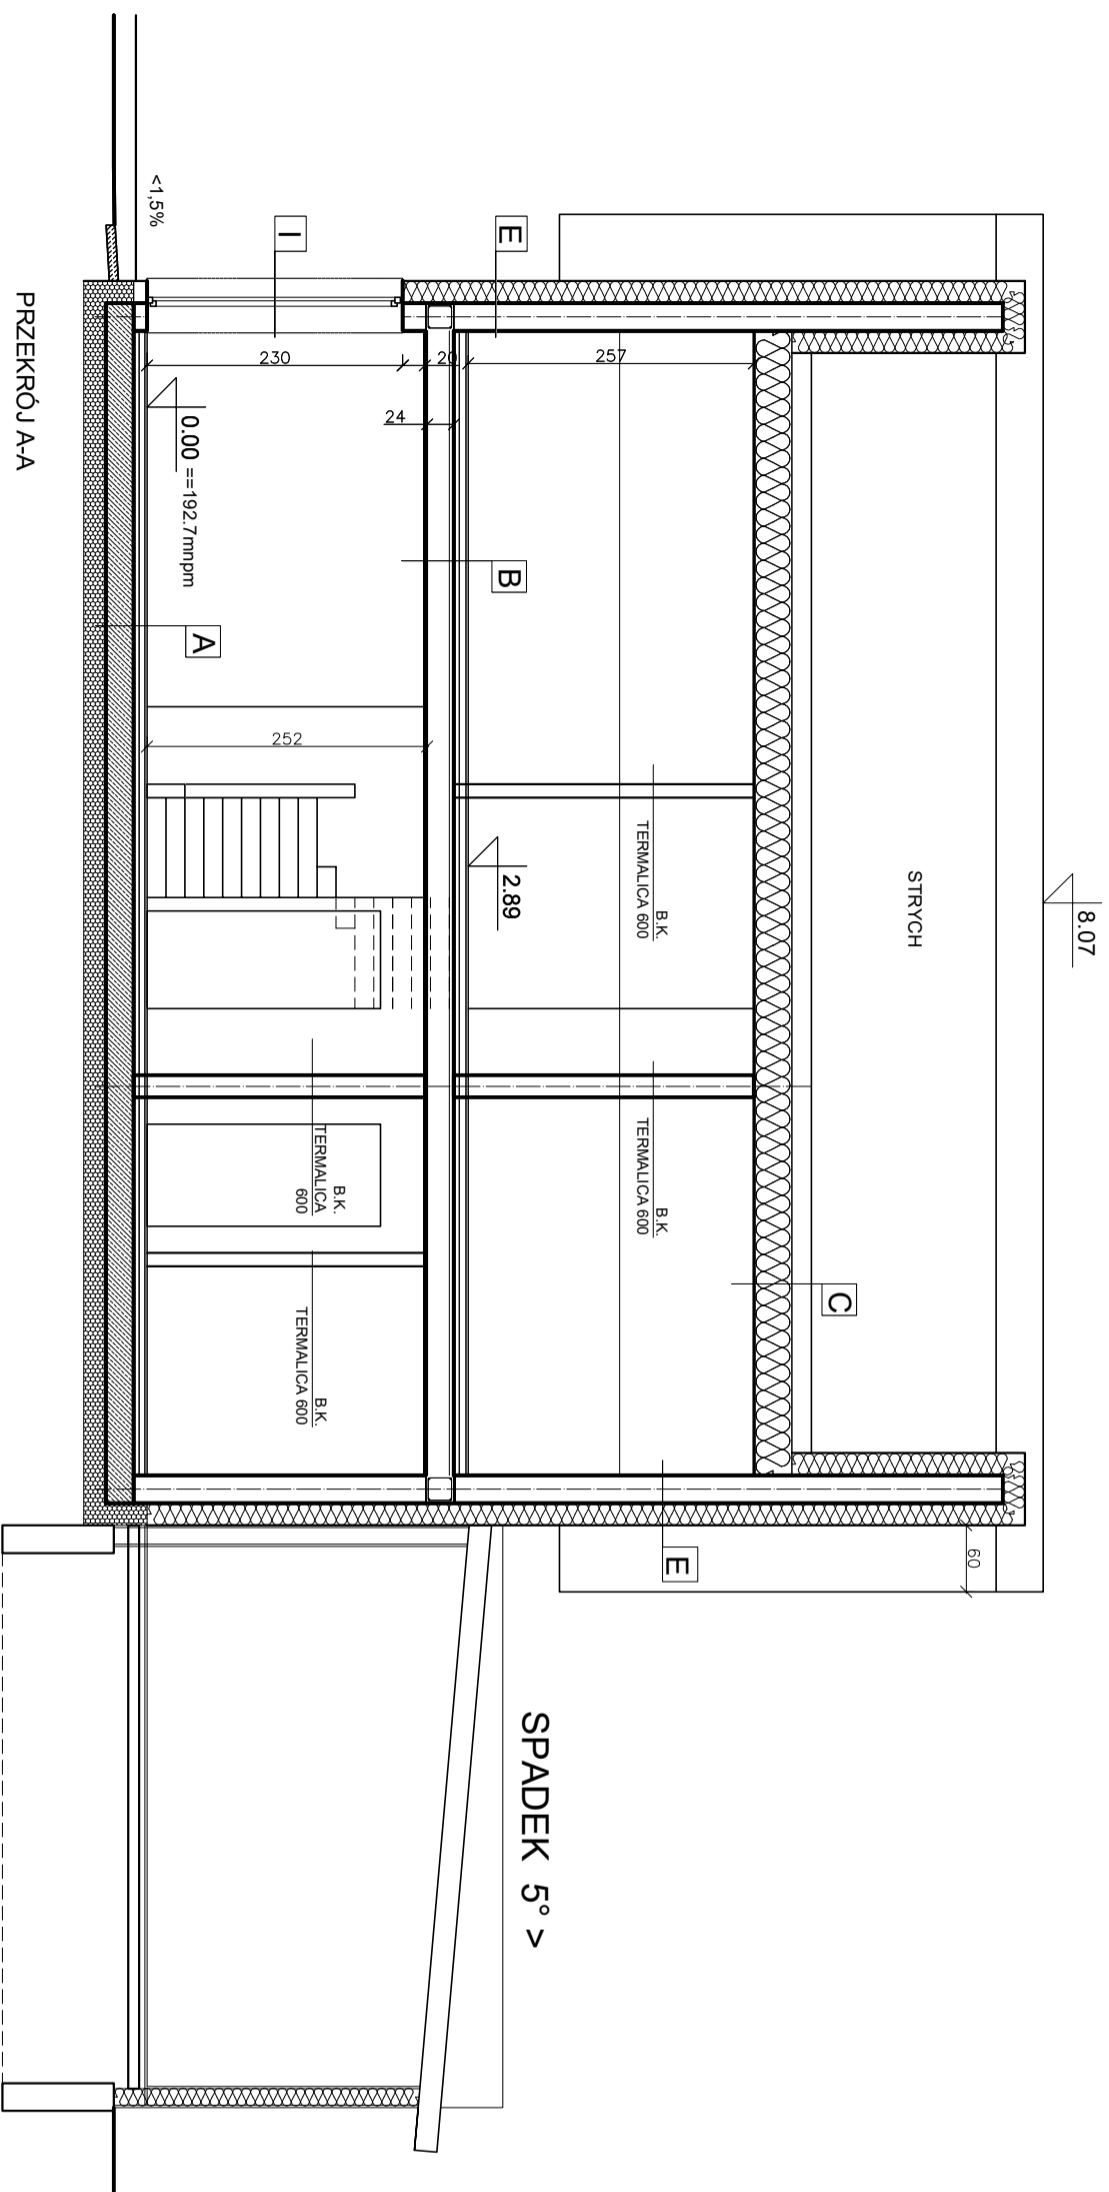 8.07
STRYCH
C
E
60
E
257
B.K.
TERMALICA 600
B.K.
TERMALICA 600
SPADEK 5° >
2.89
B
20
24
I
230
252
0.00 ==192.7mnpm
A
B.K.
TERMALICA
600
B.K.
TERMALICA 600
<1,5%
PRZEKRÓJ A-A